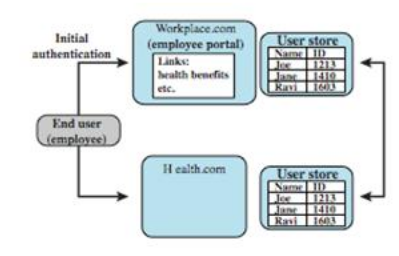 Initial
authentication
Workplace.com
(employee portal)
Links:
health benefits
etc.
User store
Name ID
Joe 1213
Jane 1410
Ravi 1603
End user
(employee)
H ealth.com
User store
Name ID
Joe 1213
Jane 1410
Ravi 1603